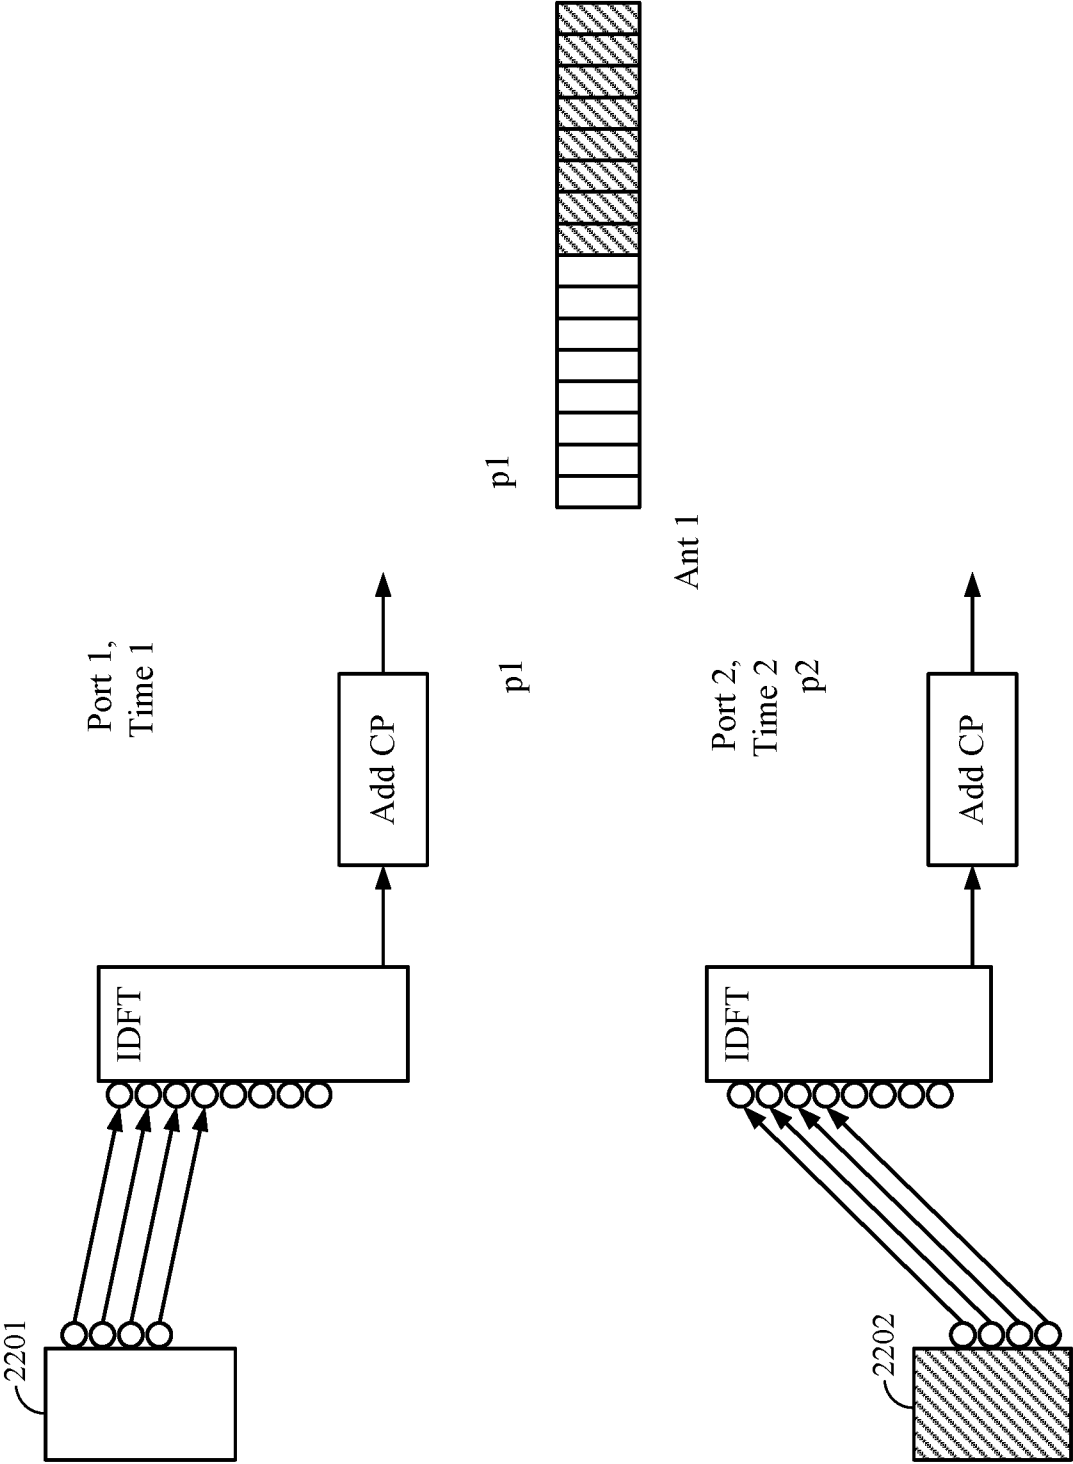 2201
IDFT
Add CP
Port 1,
Time 1
p1
p1
Ant 1
2202
IDFT
Add CP
Port 2,
Time 2
p2